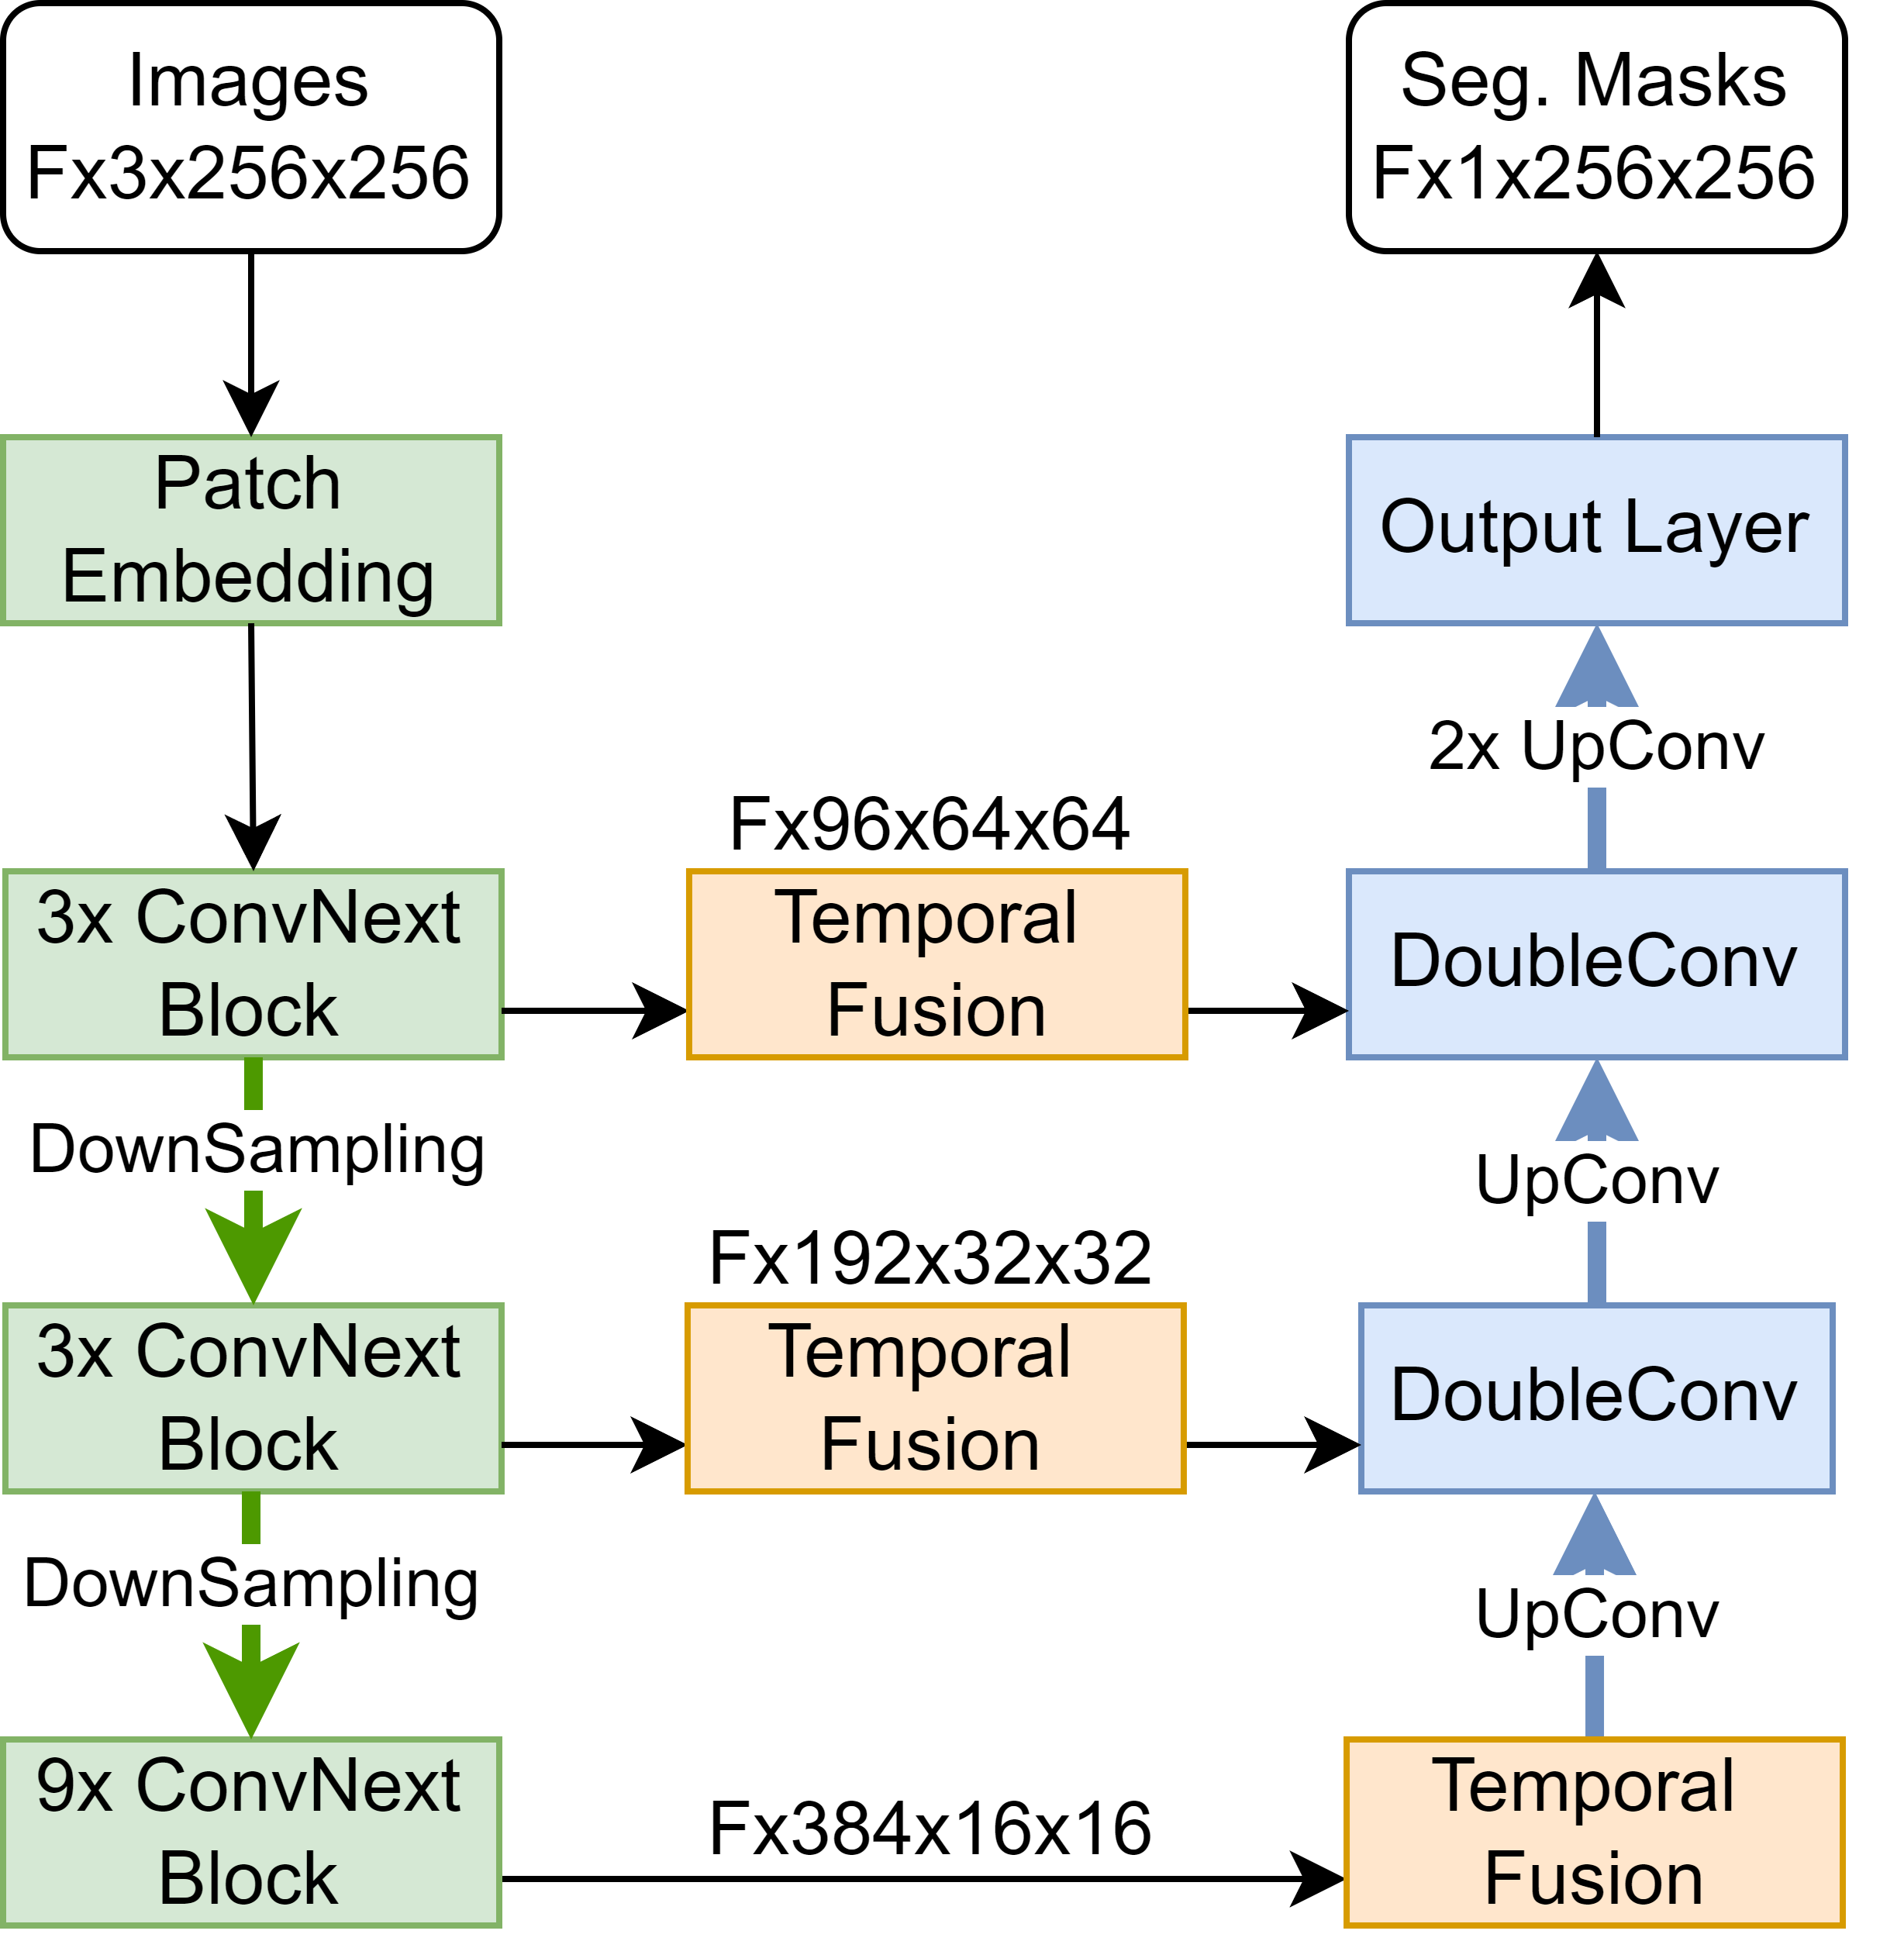 Images
Fx3x256x256
Seg. Masks
Fx1x256x256
Patch
Embedding
Output Layer
2x UpConv
Fx96x64x64
3x ConvNext
Block
Temporal
Fusion
DoubleConv
DownSampling
UpConv
Fx192x32x32
3x ConvNext
Block
Temporal
Fusion
DoubleConv
DownSampling
UpConv
9x ConvNext
Block
Fx384x16x16
Temporal
Fusion